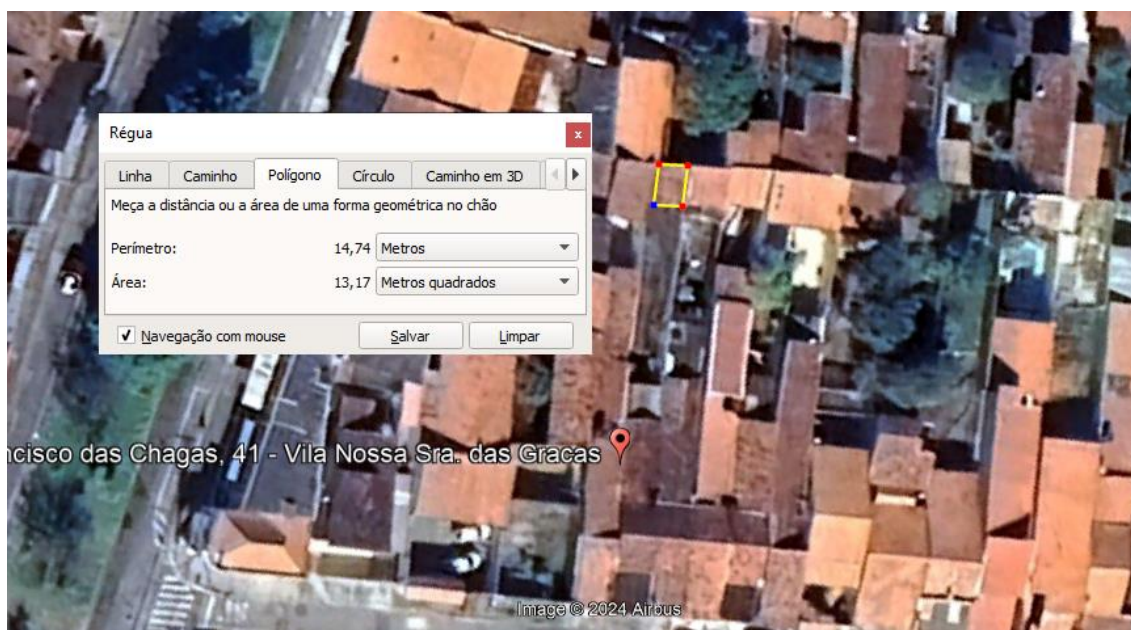 Régua
x
Linha Caminho Polígono Círculo Caminho em 3D
Meça a distância ou a área de uma forma geométrica no chão
Perímetro: 14,74 Metros
Área: 13,17 Metros quadrados
Navegação com mouse Salvar Limpar
ncisco das Chagas, 41 - Vila Nossa Sra. das Gracas
Image © 2024 Airbus